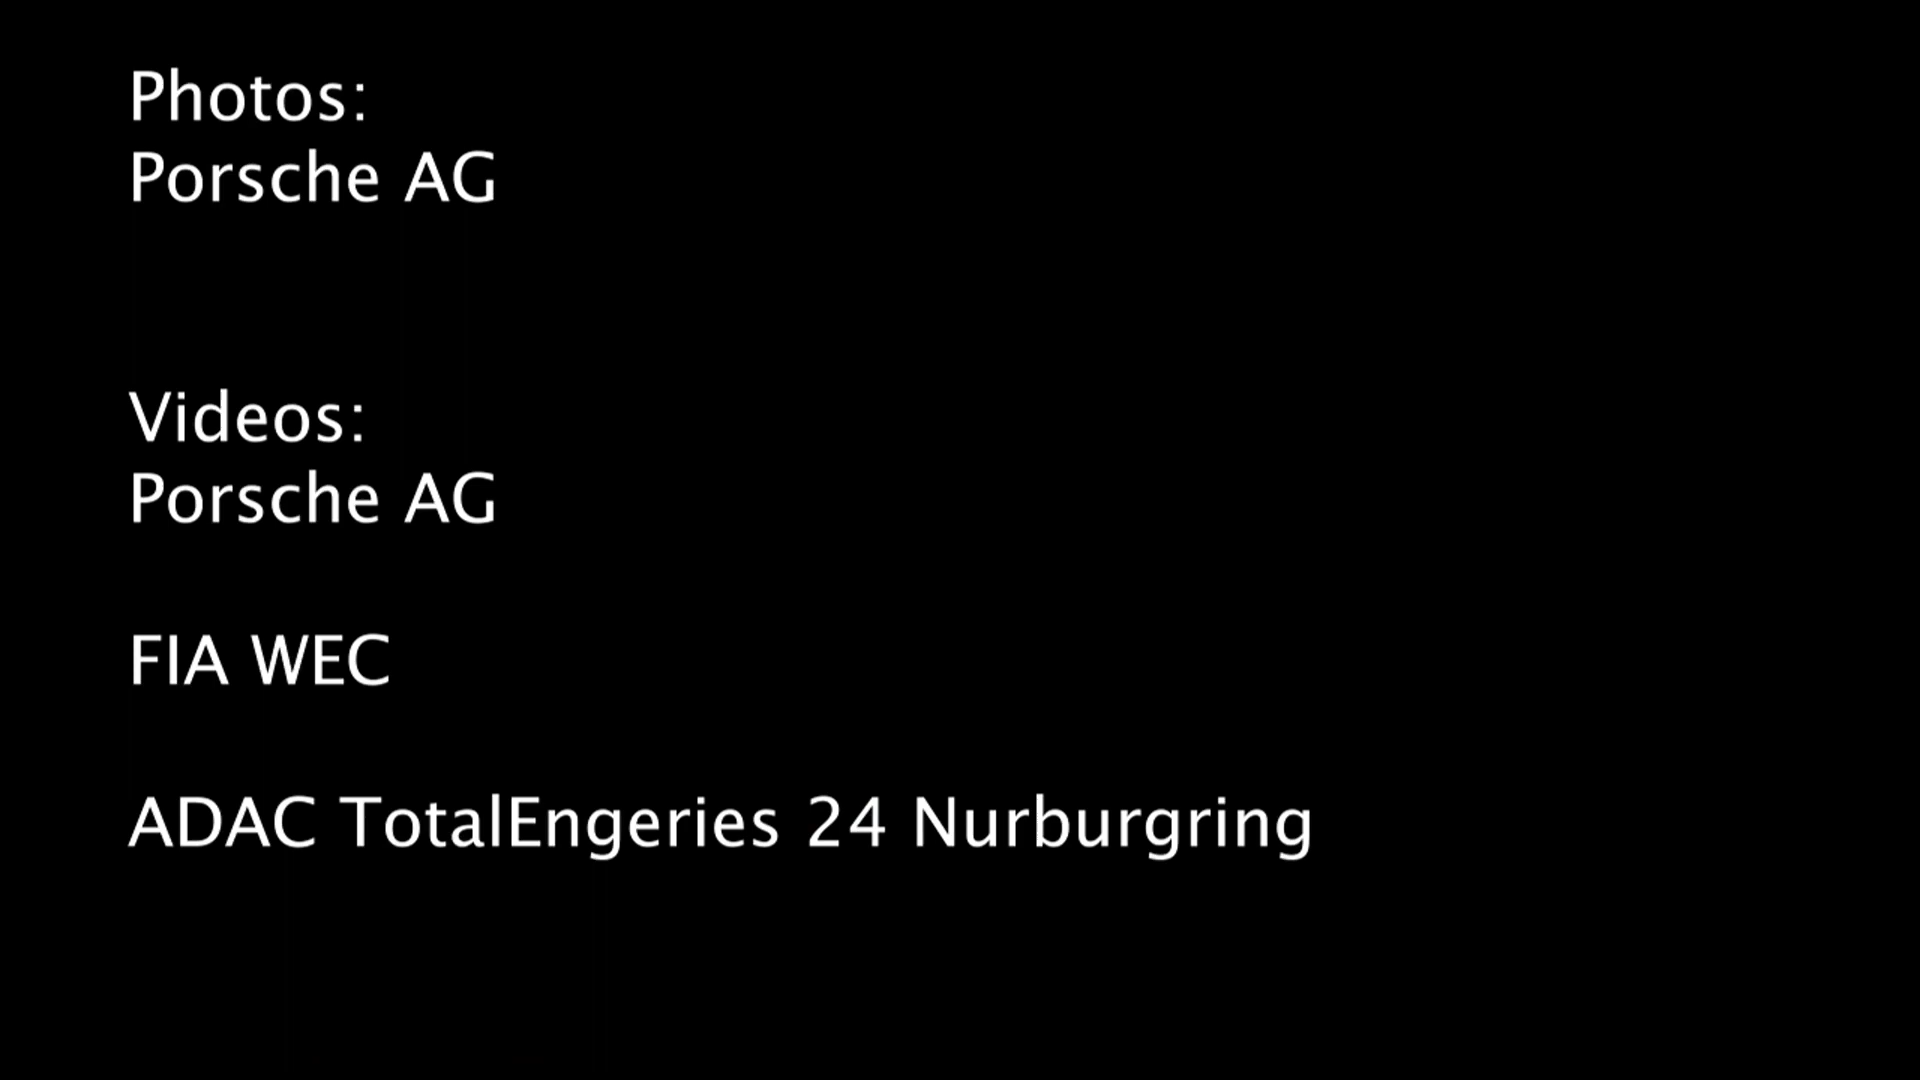 Photos:
Porsche AG
Videos:
Porsche AG
FIA WEC
ADAC TotalEngeries 24 Nurburgring